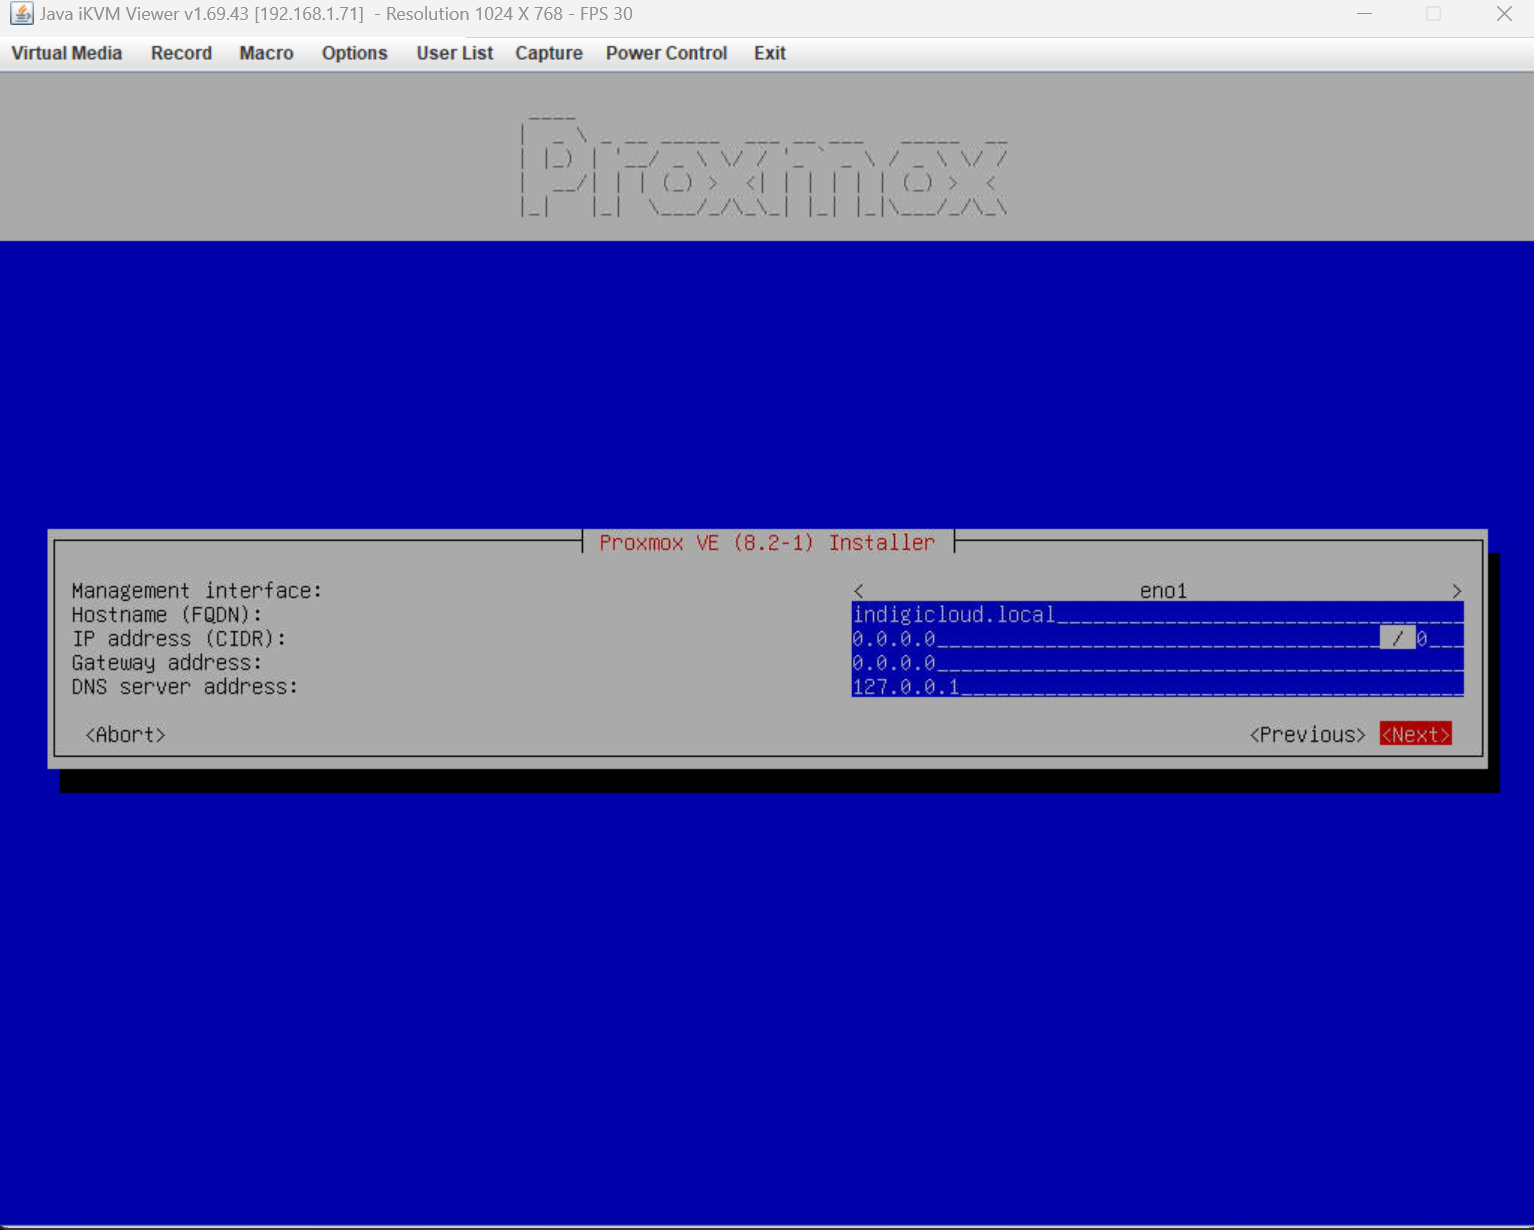 Java iKVM Viewer v1.69.43 [192.168.1.71]  - Resolution 1024 X 768 - FPS 30
Virtual Media Record Macro Options User List Capture Power Control Exit
Proxmox
Proxmox VE (8.2-1) Installer
Management interface: < eno1 >
Hostname (FQDN): indigicloud.local
IP address (CIDR): 0.0.0.0 / 0
Gateway address: 0.0.0.0
DNS server address: 127.0.0.1
<Abort> <Previous> <Next>